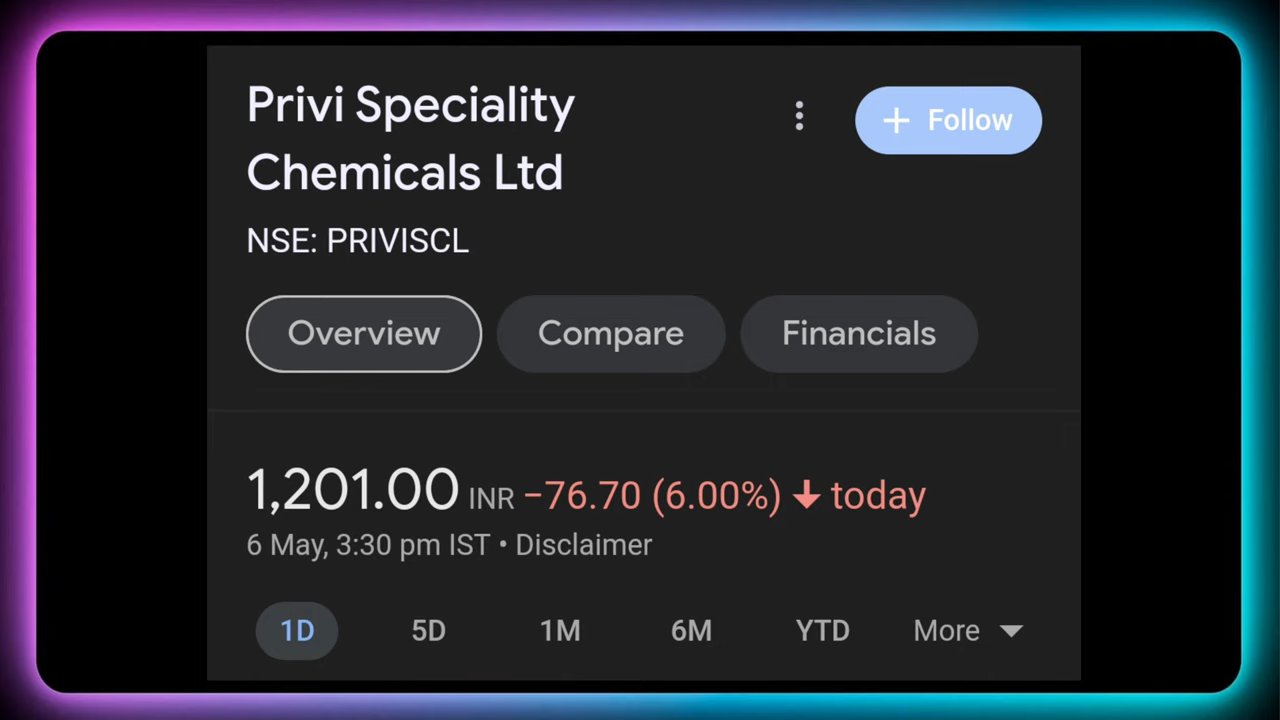 Privi Speciality
Chemicals Ltd
+ Follow
NSE: PRIVISCL
Overview Compare Financials
1,201.00 INR −76.70 (6.00%) ↓ today
6 May, 3:30 pm IST • Disclaimer
1D 5D 1M 6M YTD More